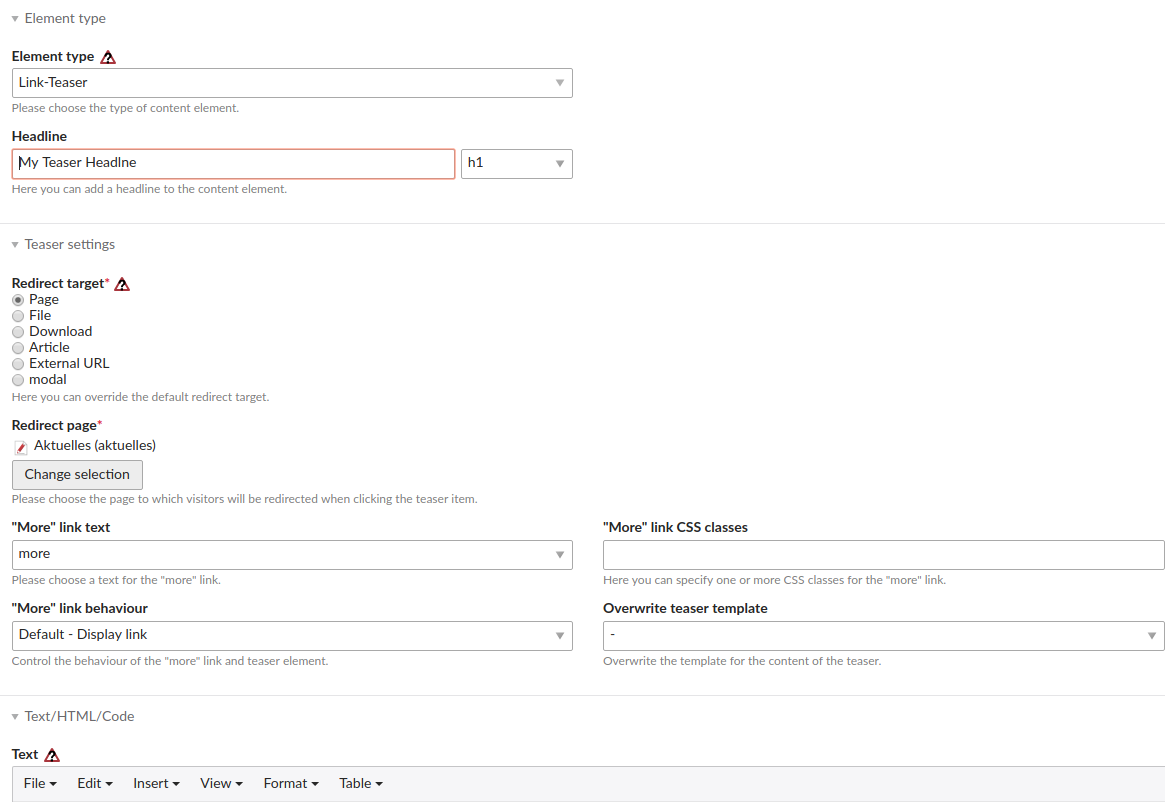 Element type
Element type
Link-Teaser
Please choose the type of content element.
Headline
My Teaser Headlne h1
Here you can add a headline to the content element.
Teaser settings
Redirect target*
Page
File
Download
Article
External URL
modal
Here you can override the default redirect target.
Redirect page*
Aktuelles (aktuelles)
Change selection
Please choose the page to which visitors will be redirected when clicking the teaser item.
"More" link text "More" link CSS classes
more
Please choose a text for the "more" link. Here you can specify one or more CSS classes for the "more" link.
"More" link behaviour Overwrite teaser template
Default - Display link -
Control the behaviour of the "more" link and teaser element. Overwrite the template for the content of the teaser.
Text/HTML/Code
Text
File Edit Insert View Format Table